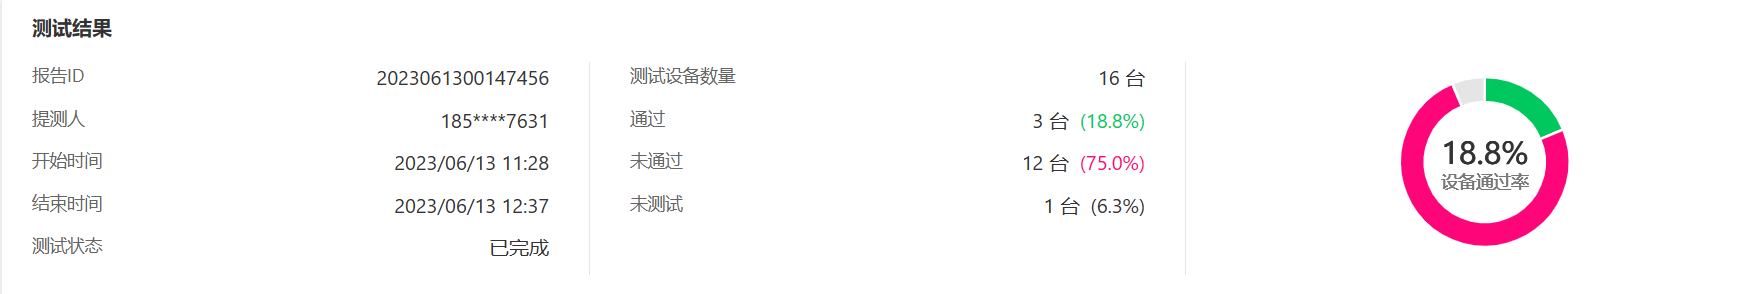 测试结果
报告ID 2023061300147456
提测人 185****7631
开始时间 2023/06/13 11:28
结束时间 2023/06/13 12:37
测试状态 已完成
测试设备数量 16 台
通过 3 台 (18.8%)
未通过 12 台 (75.0%)
未测试 1 台 (6.3%)
18.8%
设备通过率